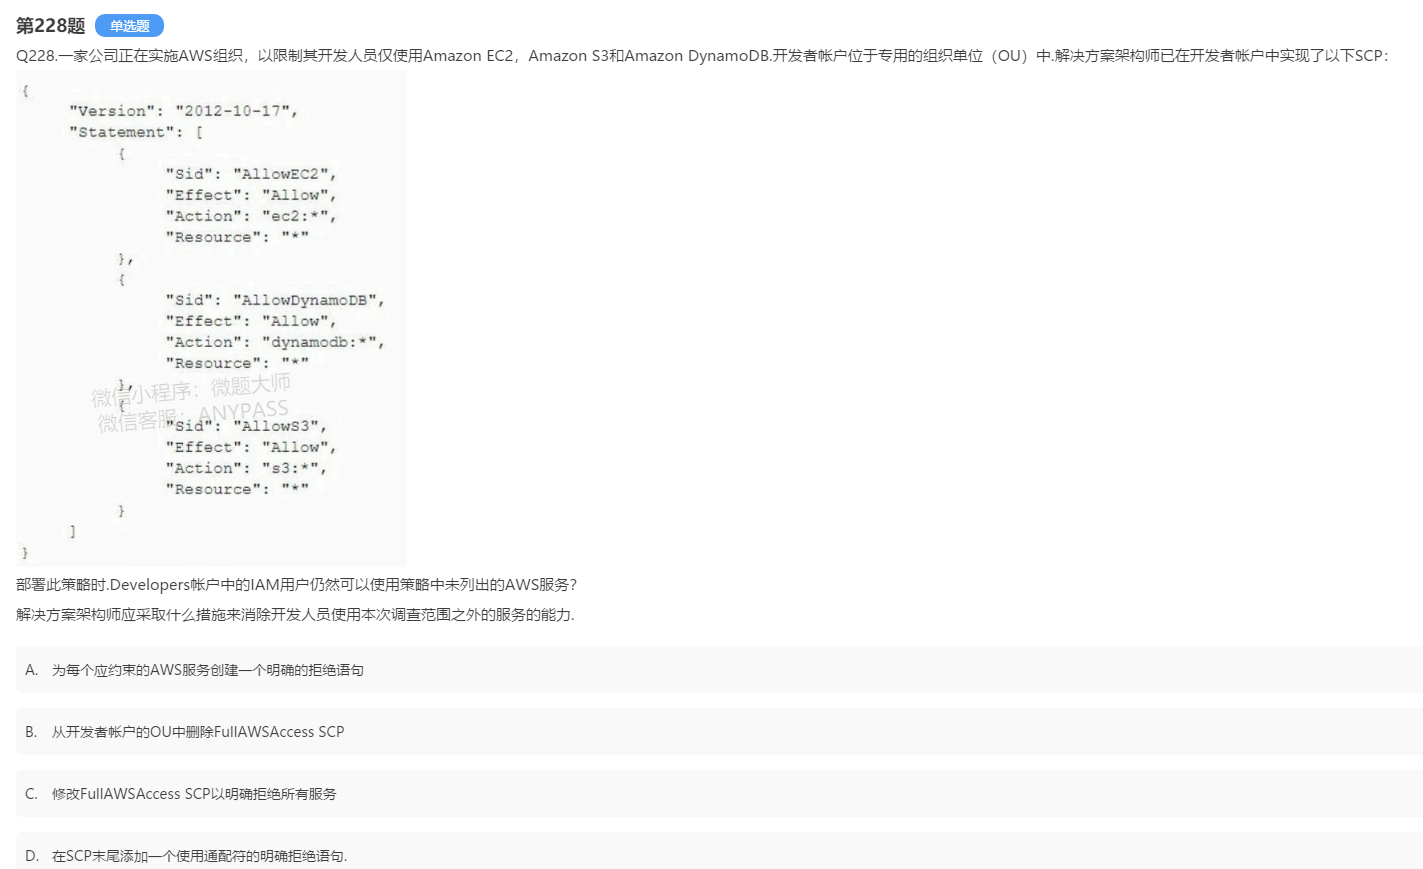 第228题 单选题
Q228.一家公司正在实施AWS组织，以限制其开发人员仅使用Amazon EC2，Amazon S3和Amazon DynamoDB.开发者帐户位于专用的组织单位（OU）中.解决方案架构师已在开发者帐户中实现了以下SCP：
{
"Version": "2012-10-17",
"Statement": [
{
"Sid": "AllowEC2",
"Effect": "Allow",
"Action": "ec2:*",
"Resource": "*"
},
{
"Sid": "AllowDynamoDB",
"Effect": "Allow",
"Action": "dynamodb:*",
"Resource": "*"
},
{
"Sid": "AllowS3",
"Effect": "Allow",
"Action": "s3:*",
"Resource": "*"
}
]
}
微信小程序：微题大师
微信客服：ANYPASS
部署此策略时.Developers帐户中的IAM用户仍然可以使用策略中未列出的AWS服务？
解决方案架构师应采取什么措施来消除开发人员使用本次调查范围之外的服务的能力.
A. 为每个应约束的AWS服务创建一个明确的拒绝语句
B. 从开发者帐户的OU中删除FullAWSAccess SCP
C. 修改FullAWSAccess SCP以明确拒绝所有服务
D. 在SCP末尾添加一个使用通配符的明确拒绝语句.